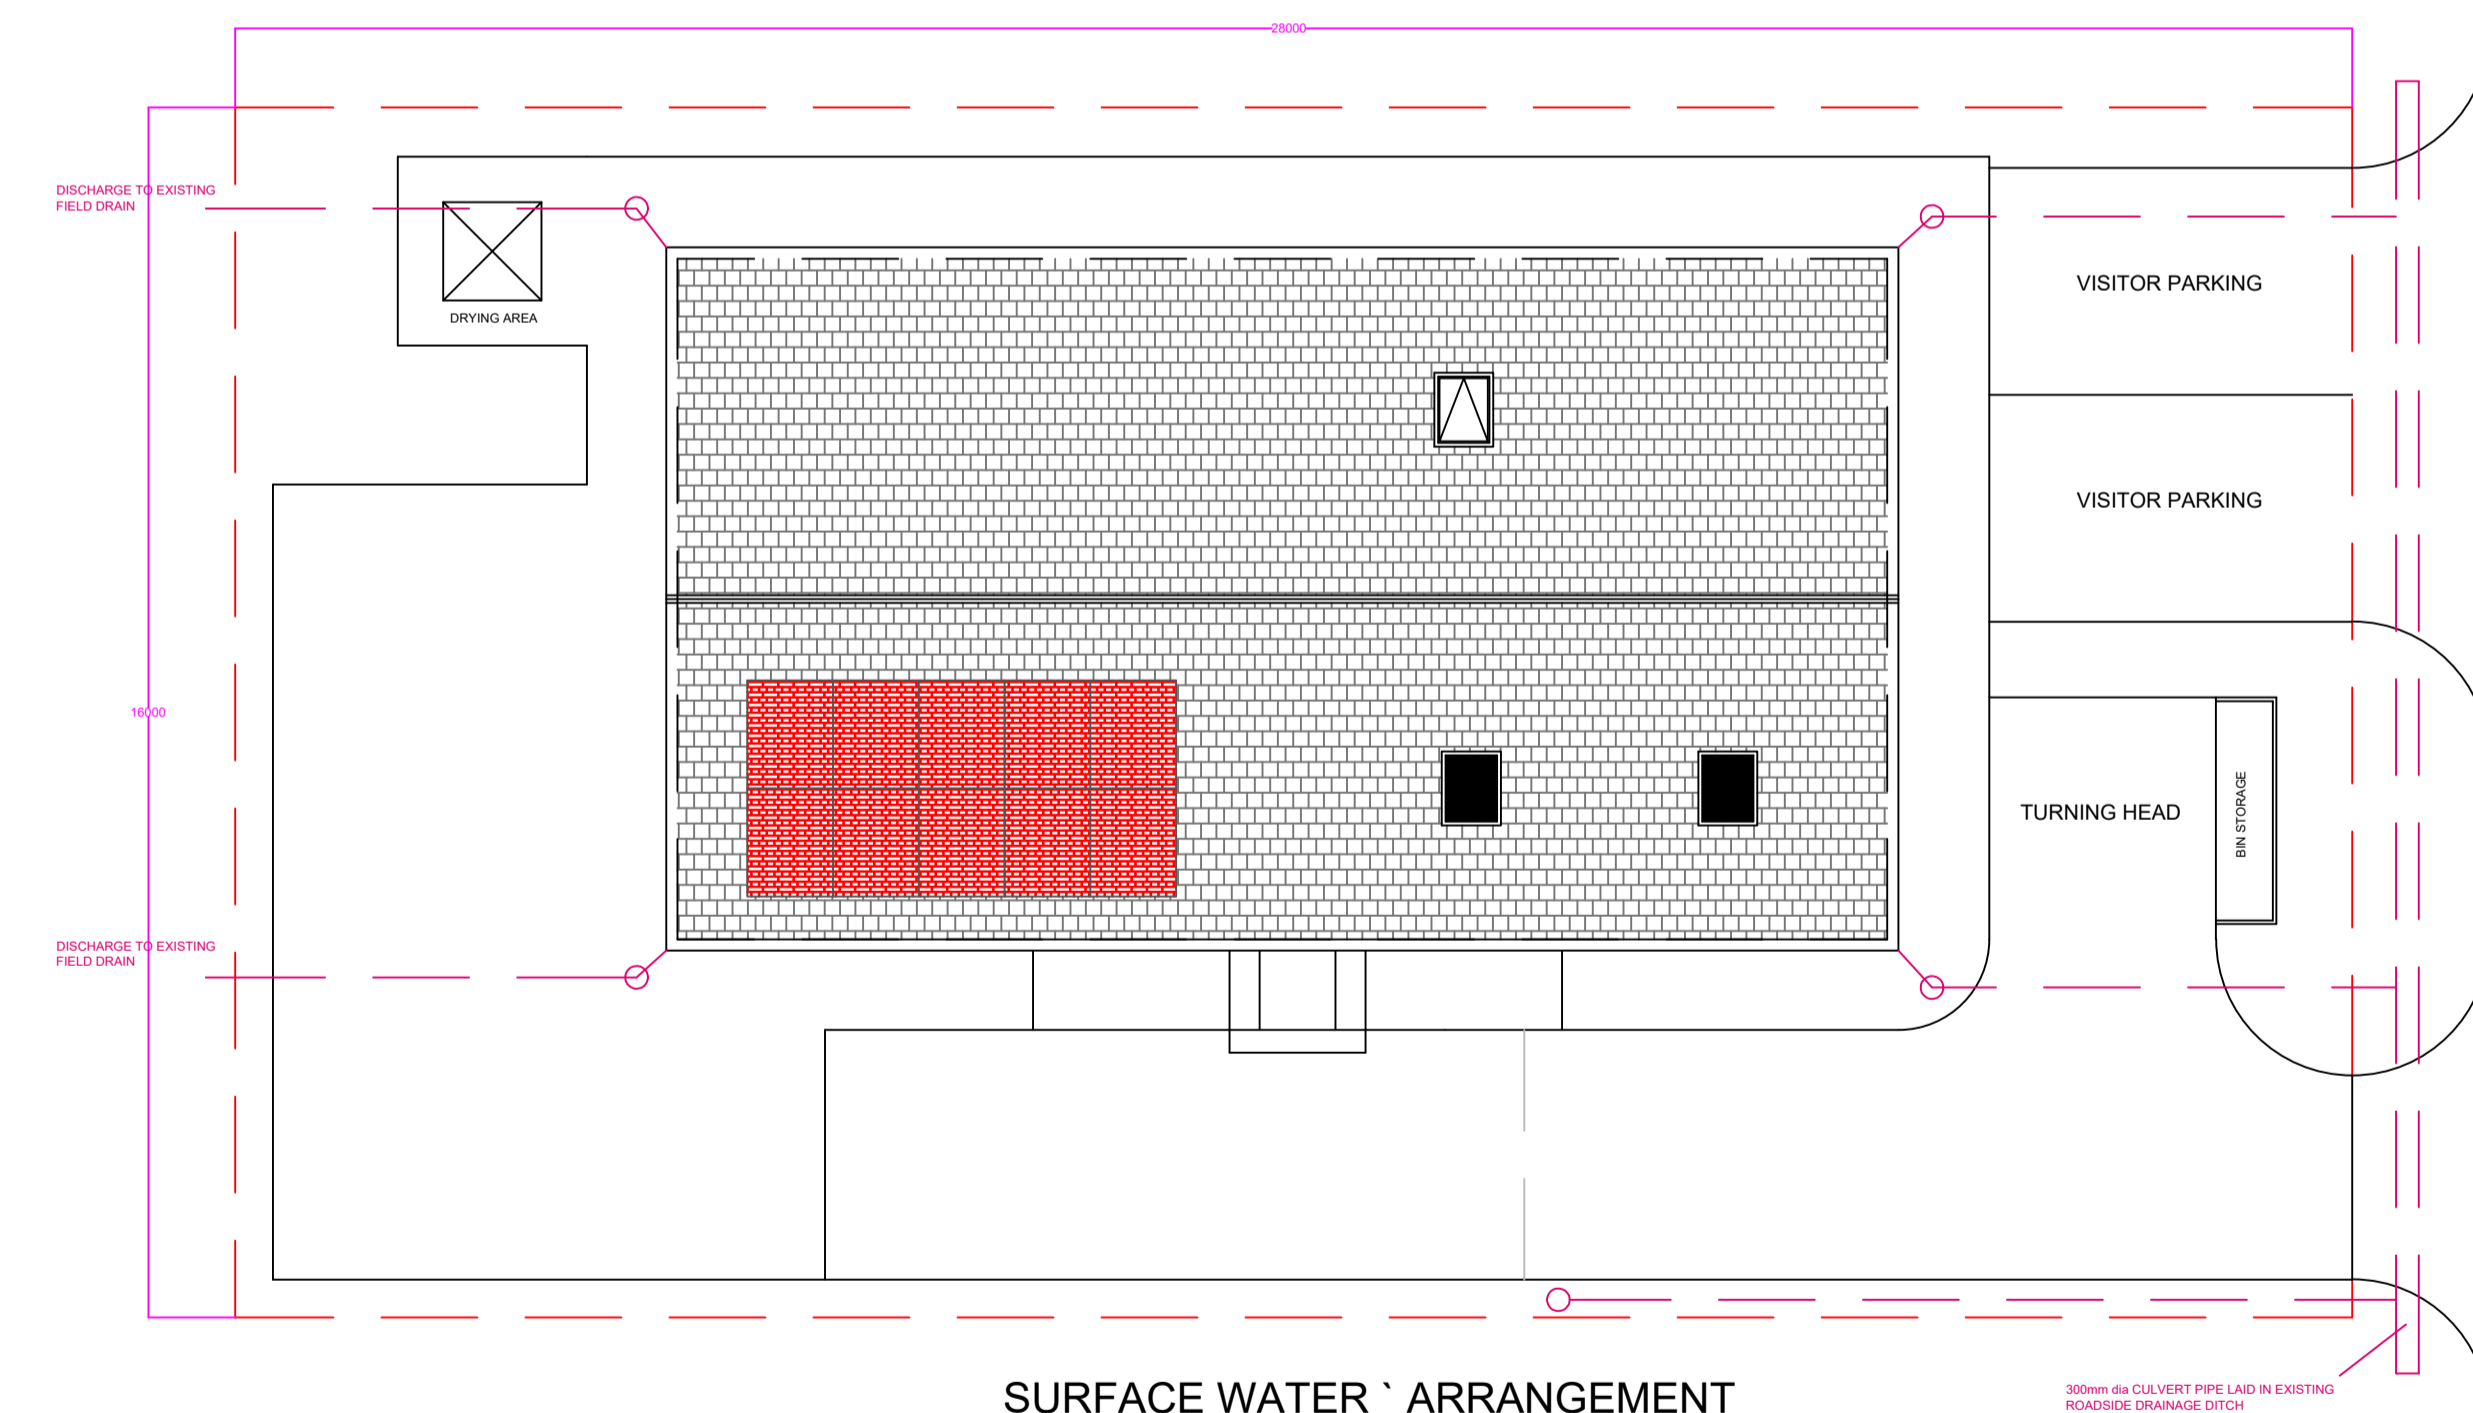 28000
DISCHARGE TO EXISTING
FIELD DRAIN
DRYING AREA
VISITOR PARKING
VISITOR PARKING
16000
TURNING HEAD
BIN STORAGE
DISCHARGE TO EXISTING
FIELD DRAIN
SURFACE WATER ` ARRANGEMENT
300mm dia CULVERT PIPE LAID IN EXISTING
ROADSIDE DRAINAGE DITCH